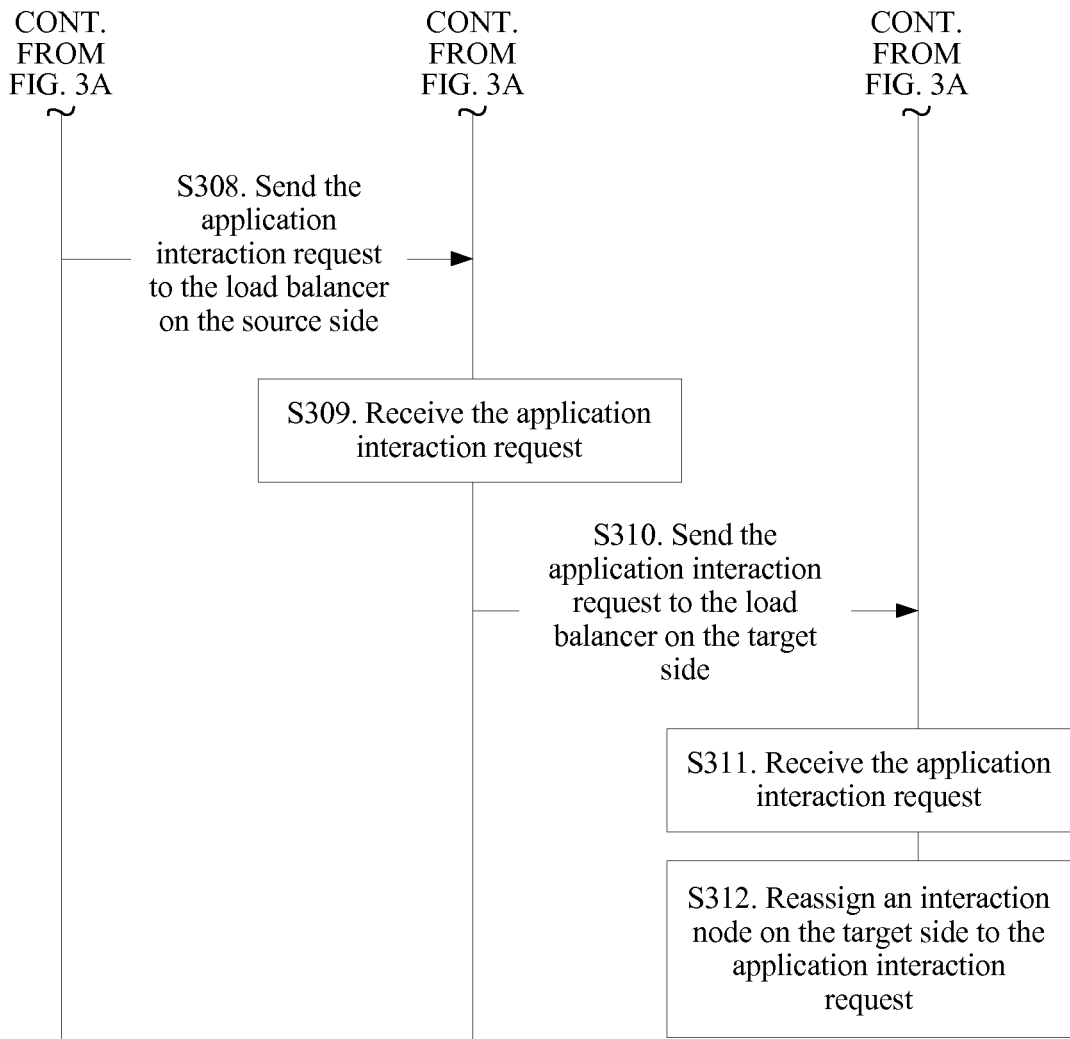 CONT.
FROM
FIG. 3A
CONT.
FROM
FIG. 3A
CONT.
FROM
FIG. 3A
S308. Send the
application
interaction request
to the load balancer
on the source side
S309. Receive the application
interaction request
S310. Send the
application interaction
request to the load
balancer on the target
side
S311. Receive the application
interaction request
S312. Reassign an interaction
node on the target side to the
application interaction
request